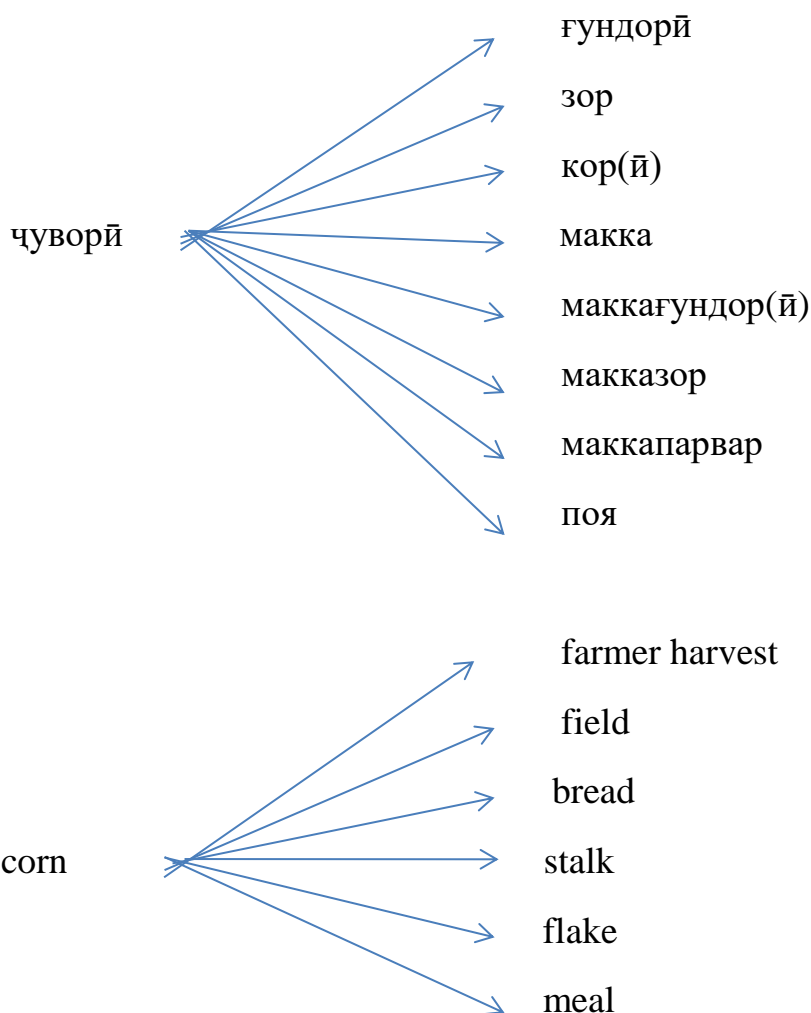 ғундорӣ
зор
кор(ӣ)
ҷуворӣ
макка
маккағундор(ӣ)
макказор
маккапарвар
поя
farmer harvest
field
bread
corn
stalk
flake
meal